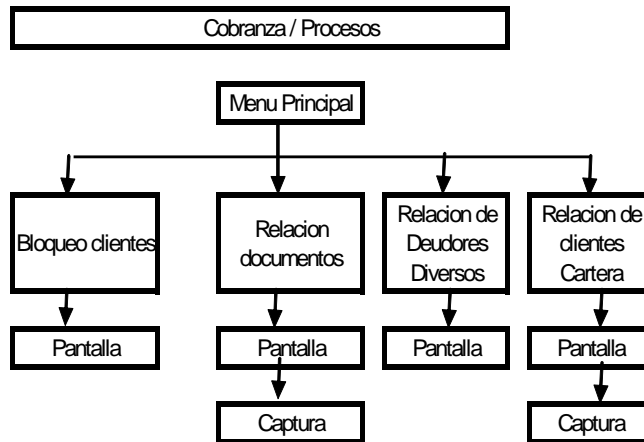 Cobranza / Procesos
Menu Principal
Bloqueo clientes
Relacion
documentos
Relacion de
Deudores
Diversos
Relacion de
clientes
Cartera
Pantalla
Pantalla
Pantalla
Pantalla
Captura
Captura